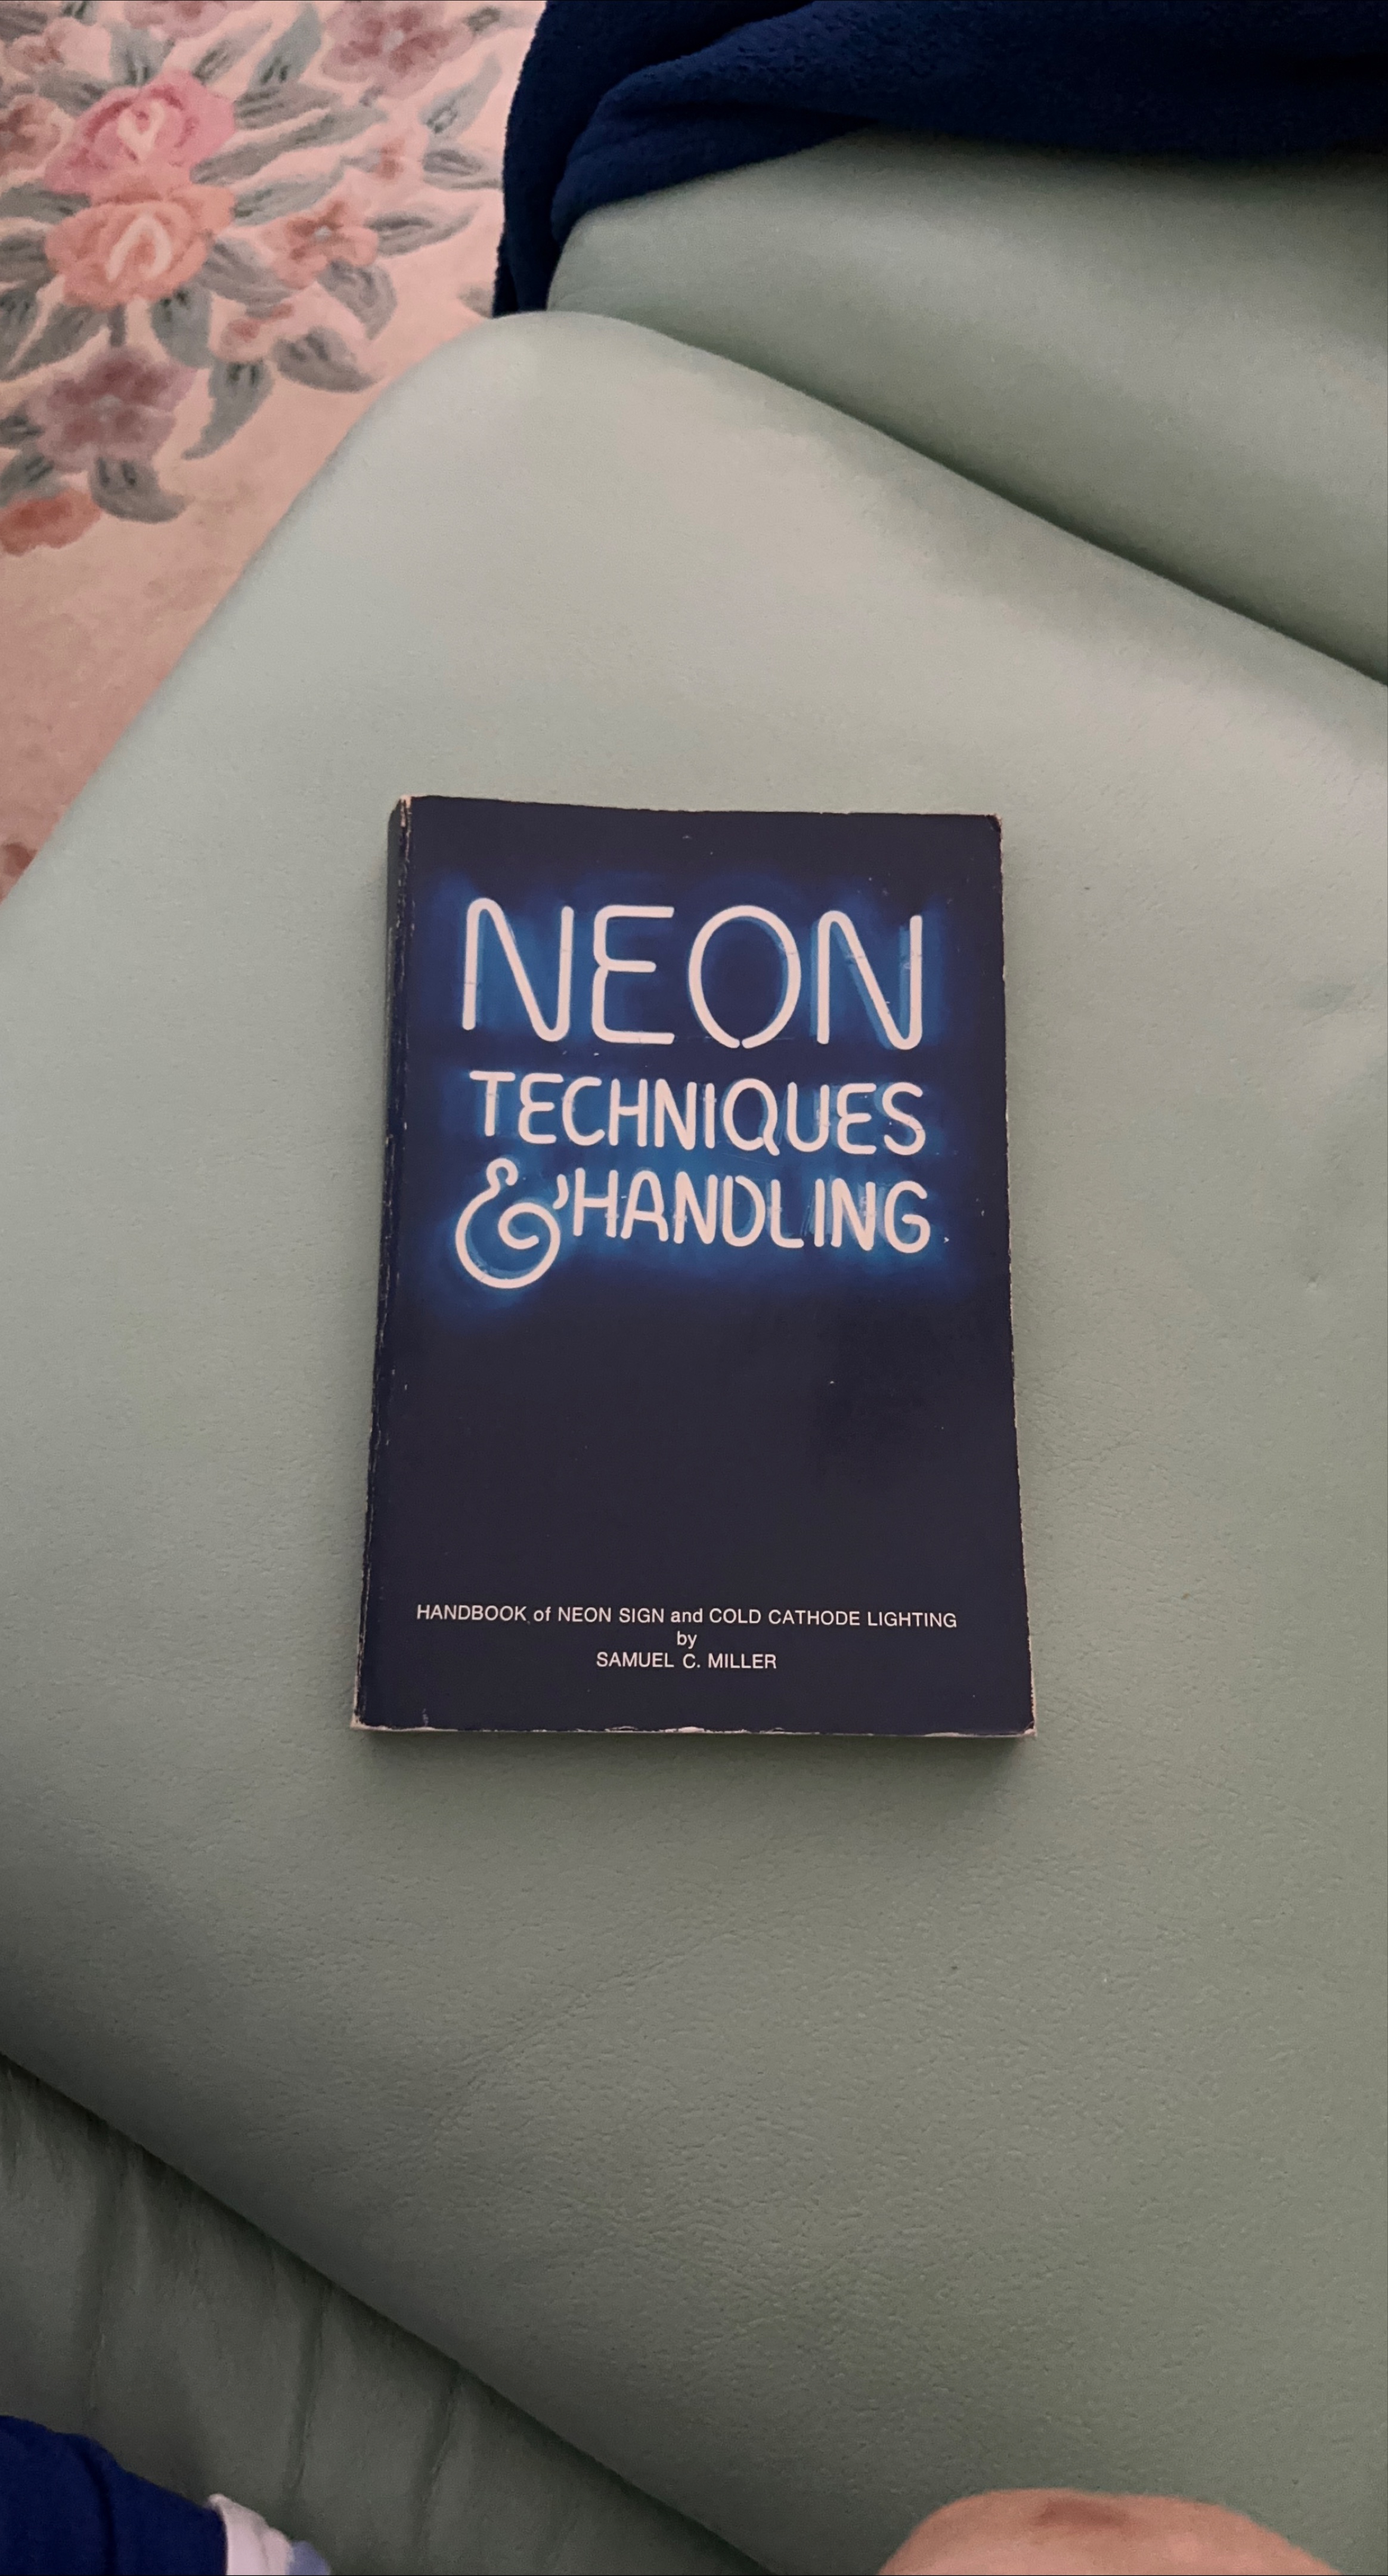 NEON
TECHNIQUES
& HANDLING
HANDBOOK of NEON SIGN and COLD CATHODE LIGHTING
by
SAMUEL C. MILLER